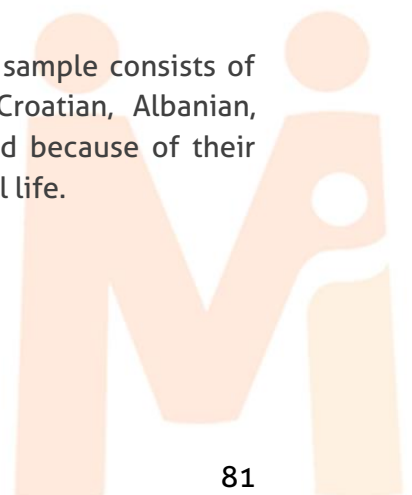 sample consists of
Croatian, Albanian,
d because of their
l life.
81